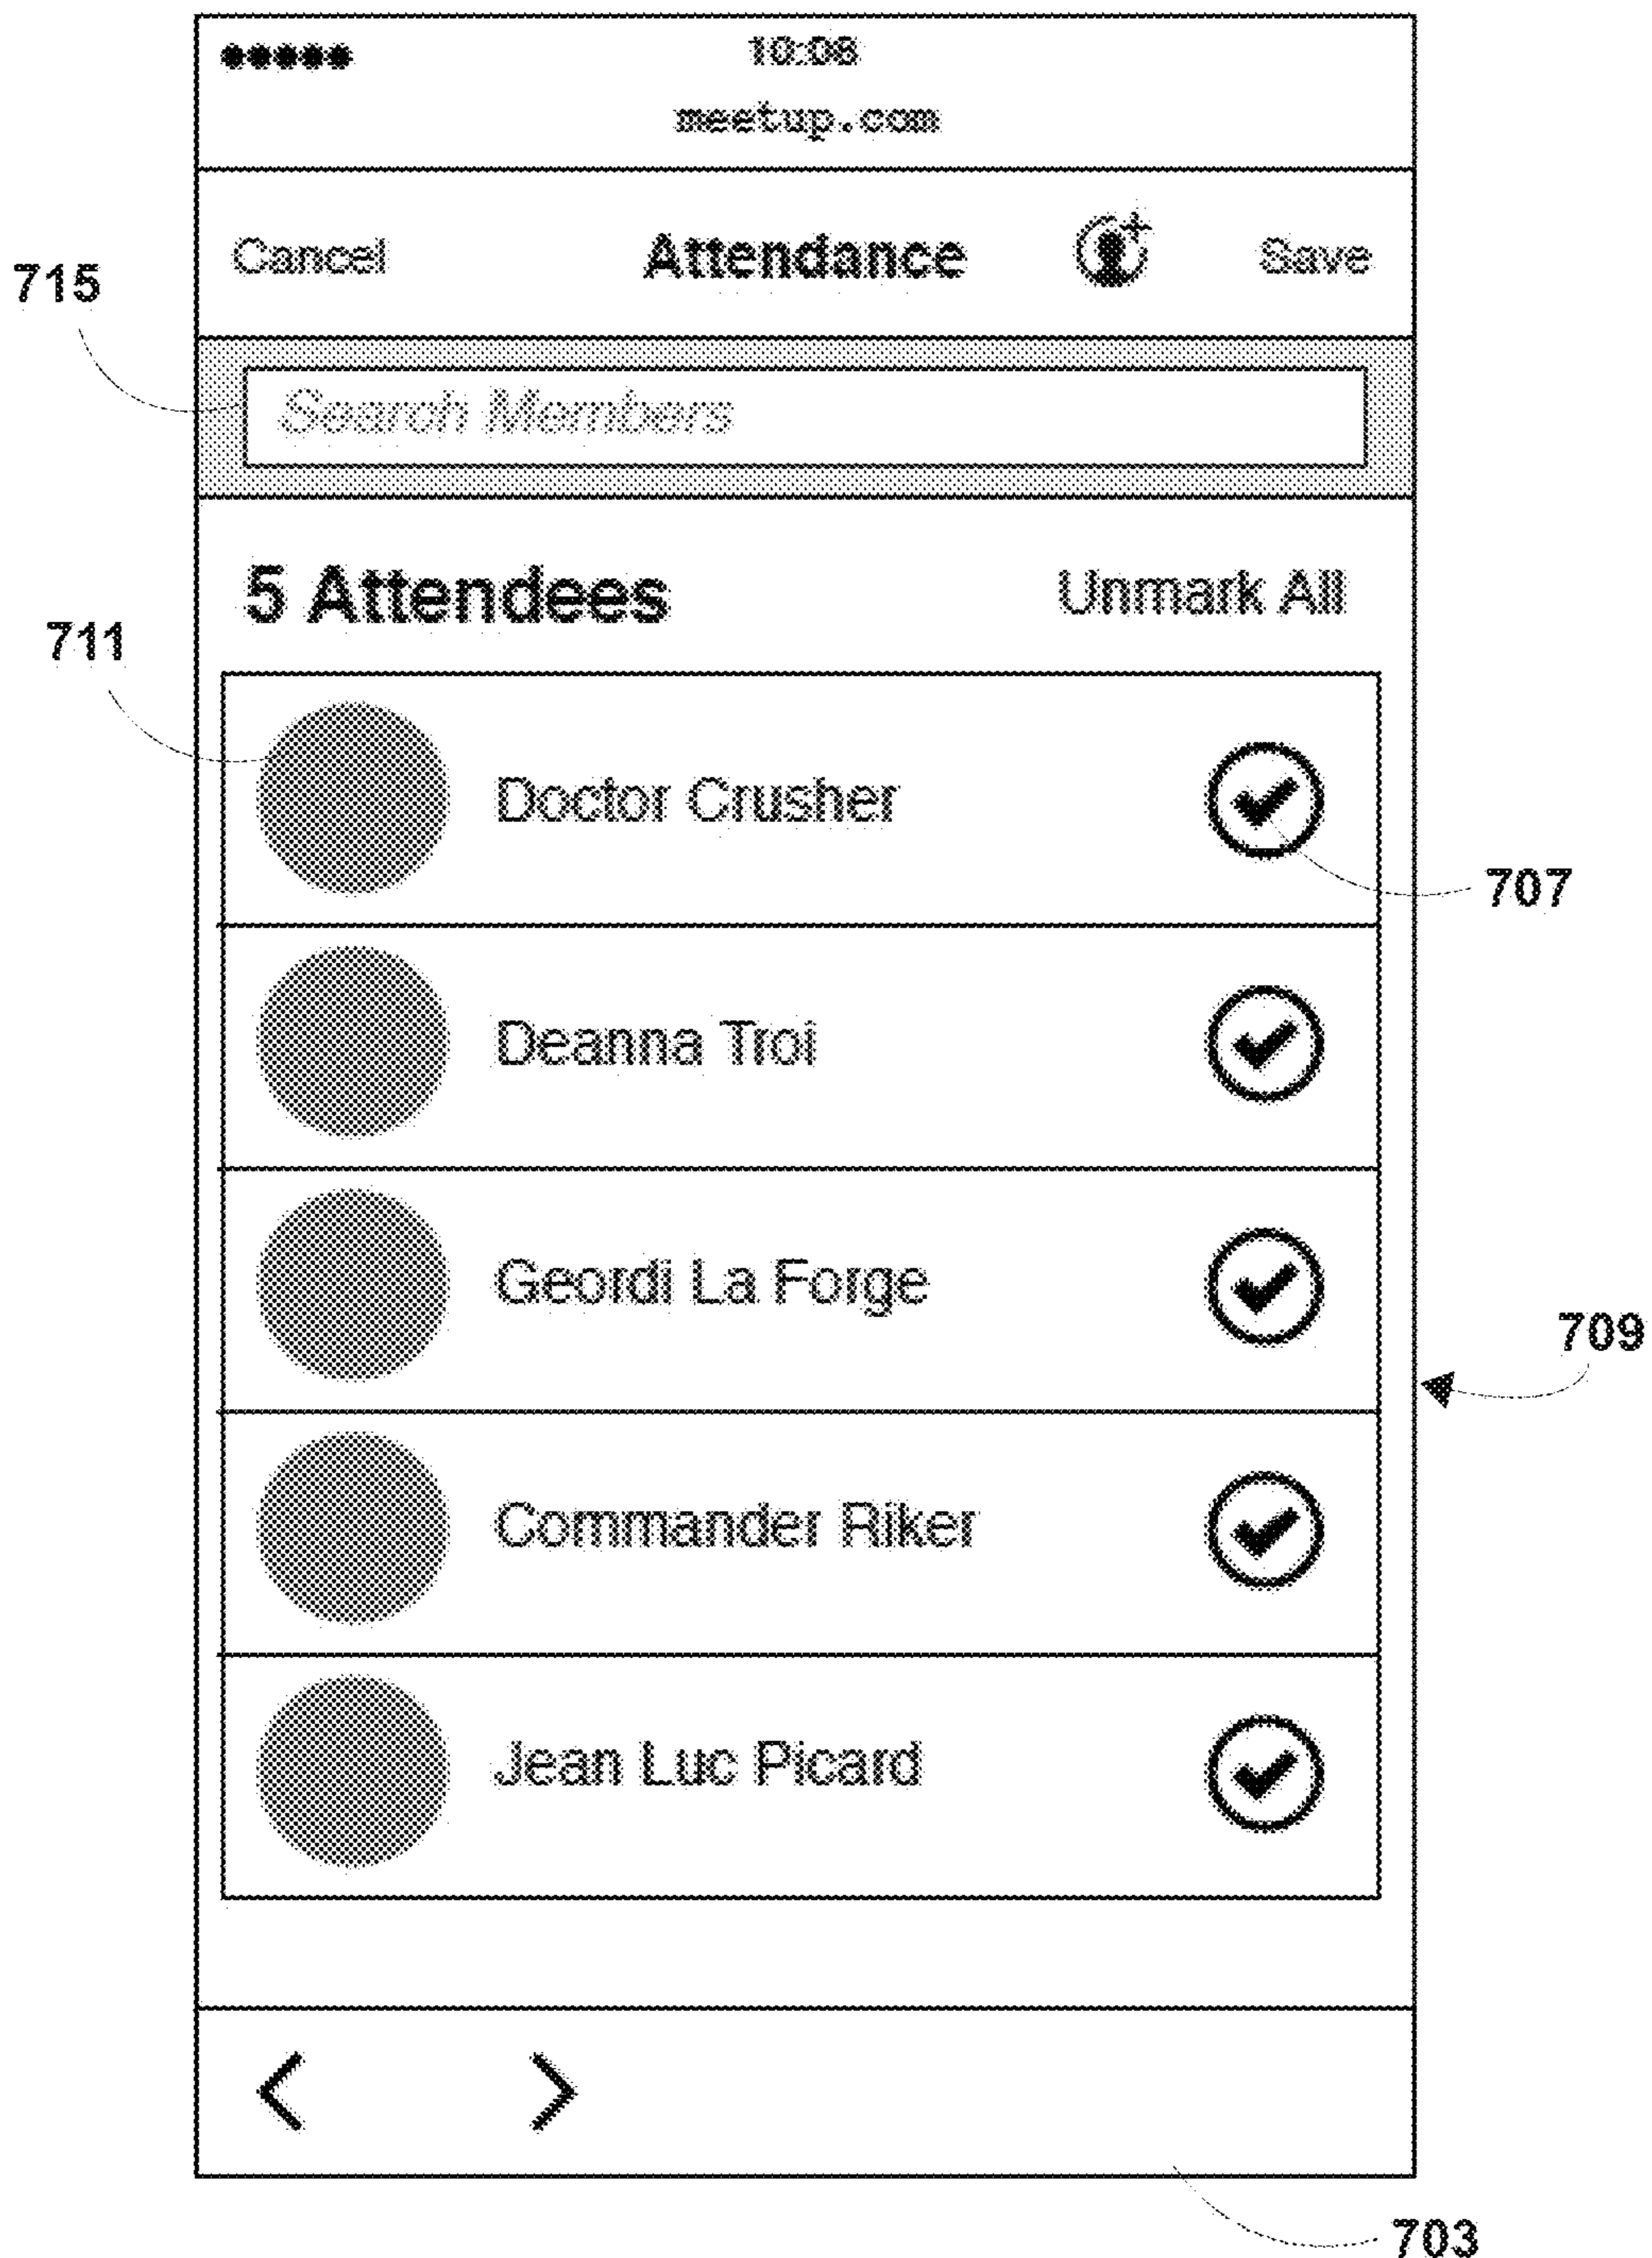 10:08
meetup.com
Cancel Attendance Save
715
Search Members
5 Attendees Unmark All
711
Doctor Crusher
707
Deanna Troi
Geordi La Forge
709
Commander Riker
Jean Luc Picard
703